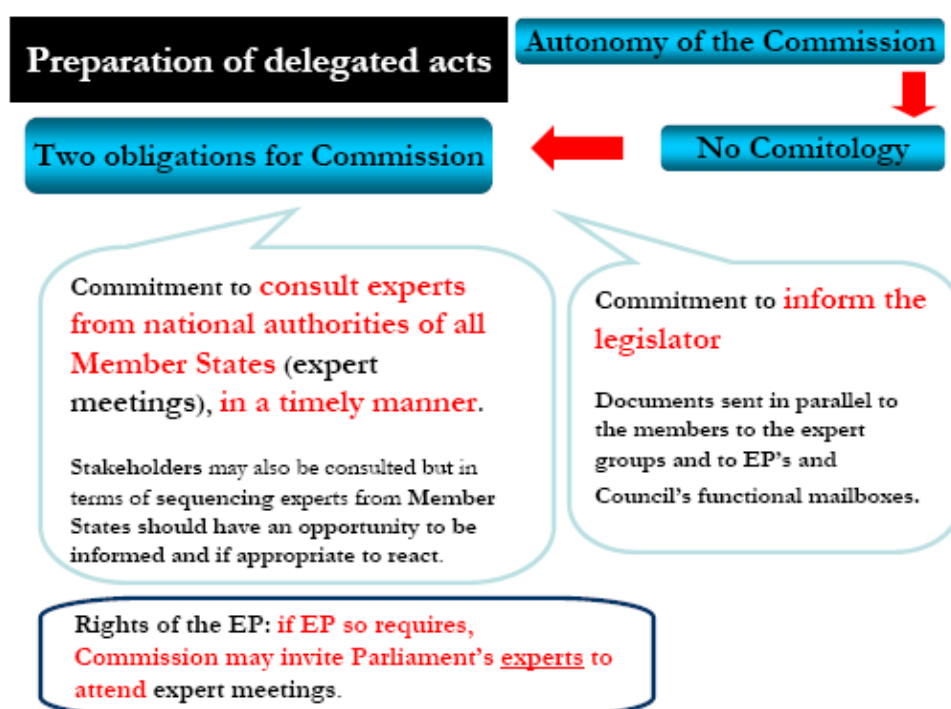 Preparation of delegated acts
Autonomy of the Commission
No Comitology
Two obligations for Commission
Commitment to consult experts
from national authorities of all
Member States (expert
meetings), in a timely manner.
Stakeholders may also be consulted but in
terms of sequencing experts from Member
States should have an opportunity to be
informed and if appropriate to react.
Commitment to inform the
legislator
Documents sent in parallel to
the members to the expert
groups and to EP's and
Council's functional mailboxes.
Rights of the EP: if EP so requires,
Commission may invite Parliament's experts to
attend expert meetings.